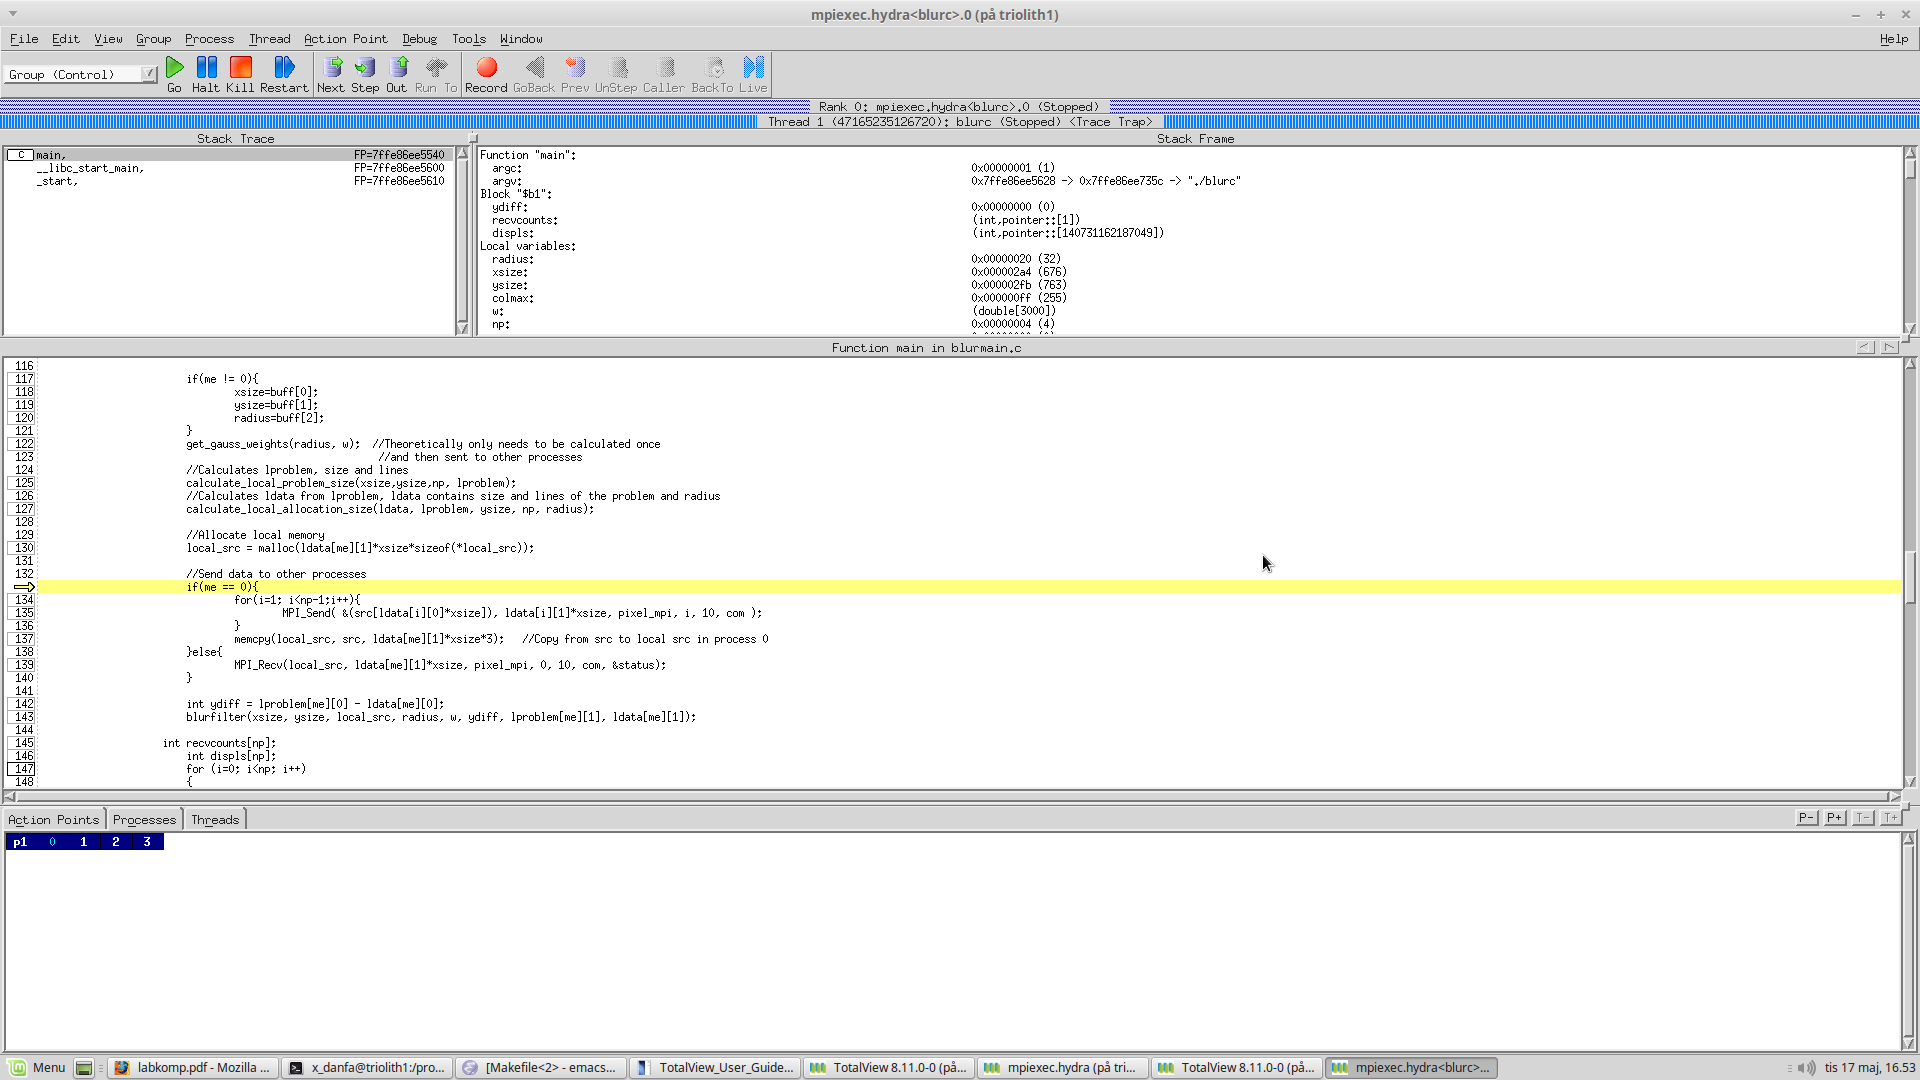 mpiexec.hydra<blurc>.0 (på triolith1)
File Edit View Group Process Thread Action Point Debug Tools Window Help
Group (Control) Go Halt Kill Restart Next Step Out Run To Record GoBack Prev UnStep Caller BackTo Live
Rank 0: mpiexec.hydra<blurc>.0 (Stopped)
Thread 1 (47165235126720): blurc (Stopped) <Trace Trap>
Stack Trace
C main, FP=7ffe86ee5540
__libc_start_main, FP=7ffe86ee5600
_start, FP=7ffe86ee5610
Stack Frame
Function "main":
argc: 0x00000001 (1)
argv: 0x7ffe86ee5628 -> 0x7ffe86ee735c -> "./blurc"
Block "$b1":
ydiff: 0x00000000 (0)
recvcounts: (int,pointer::[1])
displs: (int,pointer::[140731162187049])
Local variables:
radius: 0x00000020 (32)
xsize: 0x000002a4 (676)
ysize: 0x000002fb (763)
colmax: 0x000000ff (255)
w: (double[3000])
np: 0x00000004 (4)
Function main in blurmain.c
116
117 if(me != 0){
118 xsize=buff[0];
119 ysize=buff[1];
120 radius=buff[2];
121 }
122 get_gauss_weights(radius, w); //Theoretically only needs to be calculated once
123 //and then sent to other processes
124 //Calculates lproblem, size and lines
125 calculate_local_problem_size(xsize,ysize,np, lproblem);
126 //Calculates ldata from lproblem, ldata contains size and lines of the problem and radius
127 calculate_local_allocation_size(ldata, lproblem, ysize, np, radius);
128
129 //Allocate local memory
130 local_src = malloc(ldata[me][1]*xsize*sizeof(*local_src));
131
132 //Send data to other processes
if(me == 0){
134 for(i=1; i<np-1;i++){
135 MPI_Send( &(src[ldata[i][0]*xsize]), ldata[i][1]*xsize, pixel_mpi, i, 10, com );
136 }
137 memcpy(local_src, src, ldata[me][1]*xsize*3); //Copy from src to local src in process 0
138 }else{
139 MPI_Recv(local_src, ldata[me][1]*xsize, pixel_mpi, 0, 10, com, &status);
140 }
141
142 int ydiff = lproblem[me][0] - ldata[me][0];
143 blurfilter(xsize, ysize, local_src, radius, w, ydiff, lproblem[me][1], ldata[me][1]);
144
145 int recvcounts[np];
146 int displs[np];
147 for (i=0; i<np; i++)
148 {
Action Points Processes Threads P- P+ T- T+
p1 0 1 2 3
Menu labkomp.pdf - Mozilla ... x_danfa@triolith1:/pro... [Makefile<2>] - emacs... TotalView_User_Guide... TotalView 8.11.0-0 (på... mpiexec.hydra (på tri... TotalView 8.11.0-0 (på... mpiexec.hydra<blurc>... tis 17 maj, 16.53